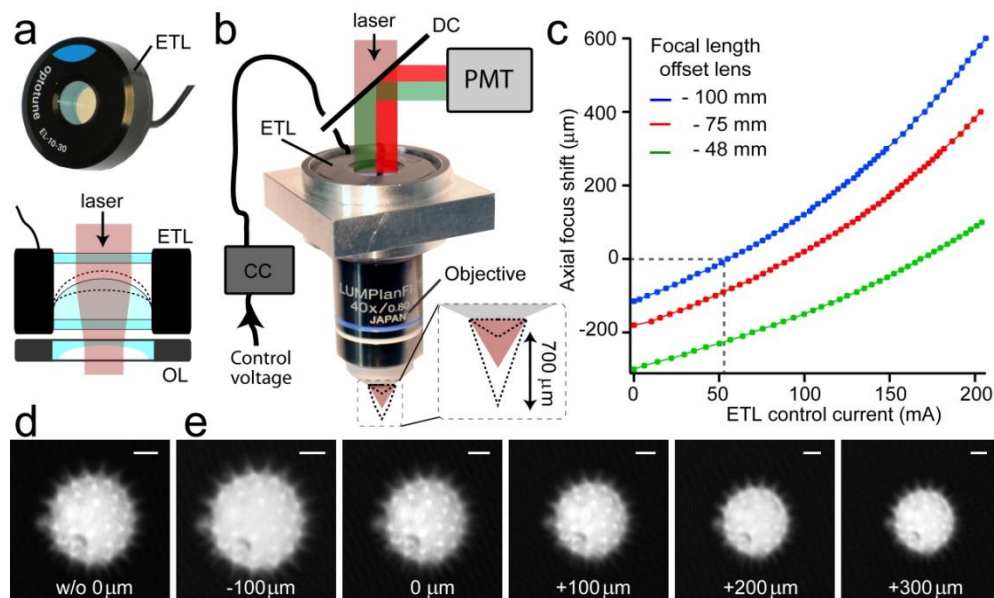 a
ETL
optotune
EL-10-30
laser
ETL
OL
b
laser
DC
PMT
ETL
CC
Control
voltage
Objective
LUMPlanFl
40x/0.80
JAPAN
700 µm
c
Focal length
offset lens
- 100 mm
- 75 mm
- 48 mm
Axial focus shift (µm)
600
400
200
0
-200
0
50
100
150
200
ETL control current (mA)
d
w/o 0 µm
e
-100 µm
0 µm
+100 µm
+200 µm
+300 µm